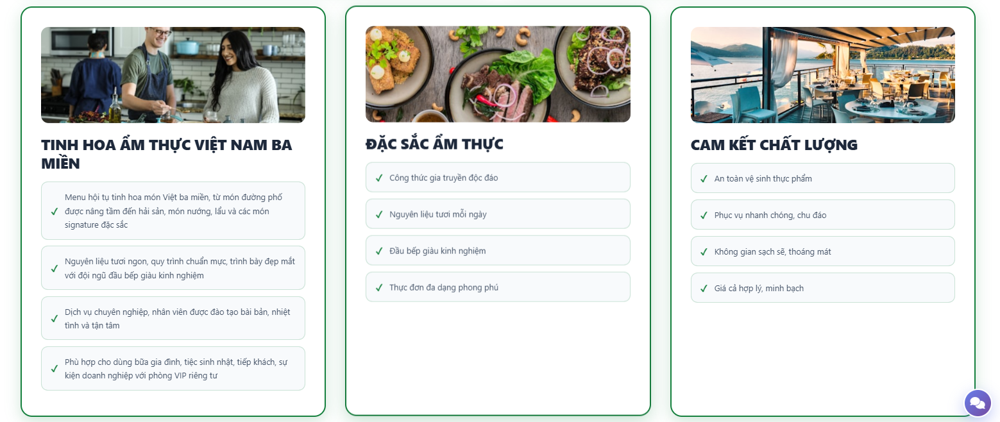 TINH HOA ẨM THỰC VIỆT NAM BA
MIỀN
Menu hội tụ tinh hoa món Việt ba miền, từ món đường phố
được nâng tầm đến hải sản, món nướng, lẩu và các món
signature đặc sắc
Nguyên liệu tươi ngon, quy trình chuẩn mực, trình bày đẹp mắt
với đội ngũ đầu bếp giàu kinh nghiệm
Dịch vụ chuyên nghiệp, nhân viên được đào tạo bài bản, nhiệt
tình và tận tâm
Phù hợp cho dùng bữa gia đình, tiệc sinh nhật, tiếp khách, sự
kiện doanh nghiệp với phòng VIP riêng tư
ĐẶC SẮC ẨM THỰC
Công thức gia truyền độc đáo
Nguyên liệu tươi mỗi ngày
Đầu bếp giàu kinh nghiệm
Thực đơn đa dạng phong phú
CAM KẾT CHẤT LƯỢNG
An toàn vệ sinh thực phẩm
Phục vụ nhanh chóng, chu đáo
Không gian sạch sẽ, thoáng mát
Giá cả hợp lý, minh bạch